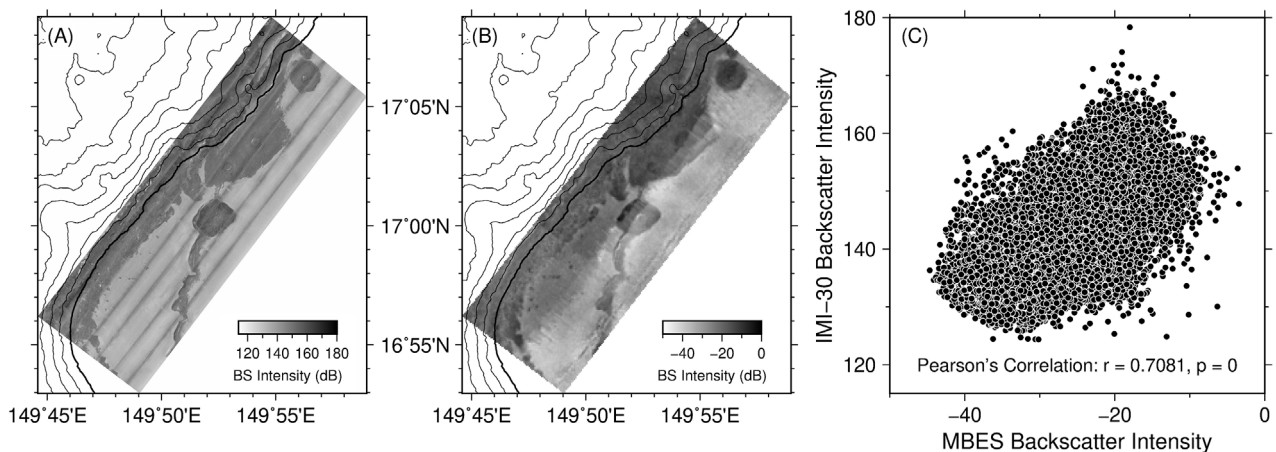 (A)
(B)
(C)
17°05'N
17°00'N
16°55'N
120 140 160 180
BS Intensity (dB)
149°45'E 149°50'E 149°55'E
−40 −20 0
BS Intensity (dB)
149°45'E 149°50'E 149°55'E
IMI−30 Backscatter Intensity
180
160
140
120
Pearson's Correlation: r = 0.7081, p = 0
−40 −20 0
MBES Backscatter Intensity